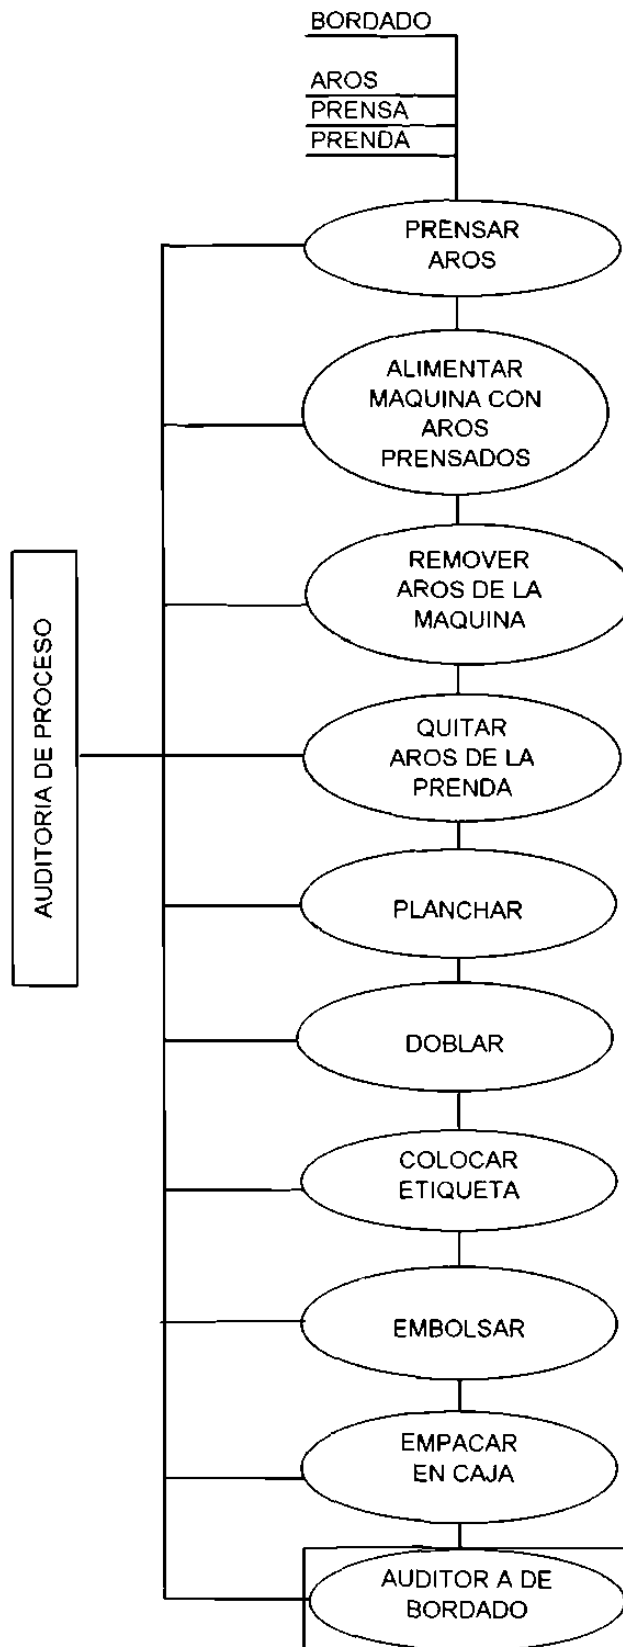 BORDADO
AROS
PRENSA
PRENDA
PRENSAR
AROS
ALIMENTAR
MAQUINA CON
AROS
PRENSADOS
REMOVER
AROS DE LA
MAQUINA
AUDITORIA DE PROCESO
QUITAR
AROS DE LA
PRENDA
PLANCHAR
DOBLAR
COLOCAR
ETIQUETA
EMBOLSAR
EMPACAR
EN CAJA
AUDITOR A DE
BORDADO